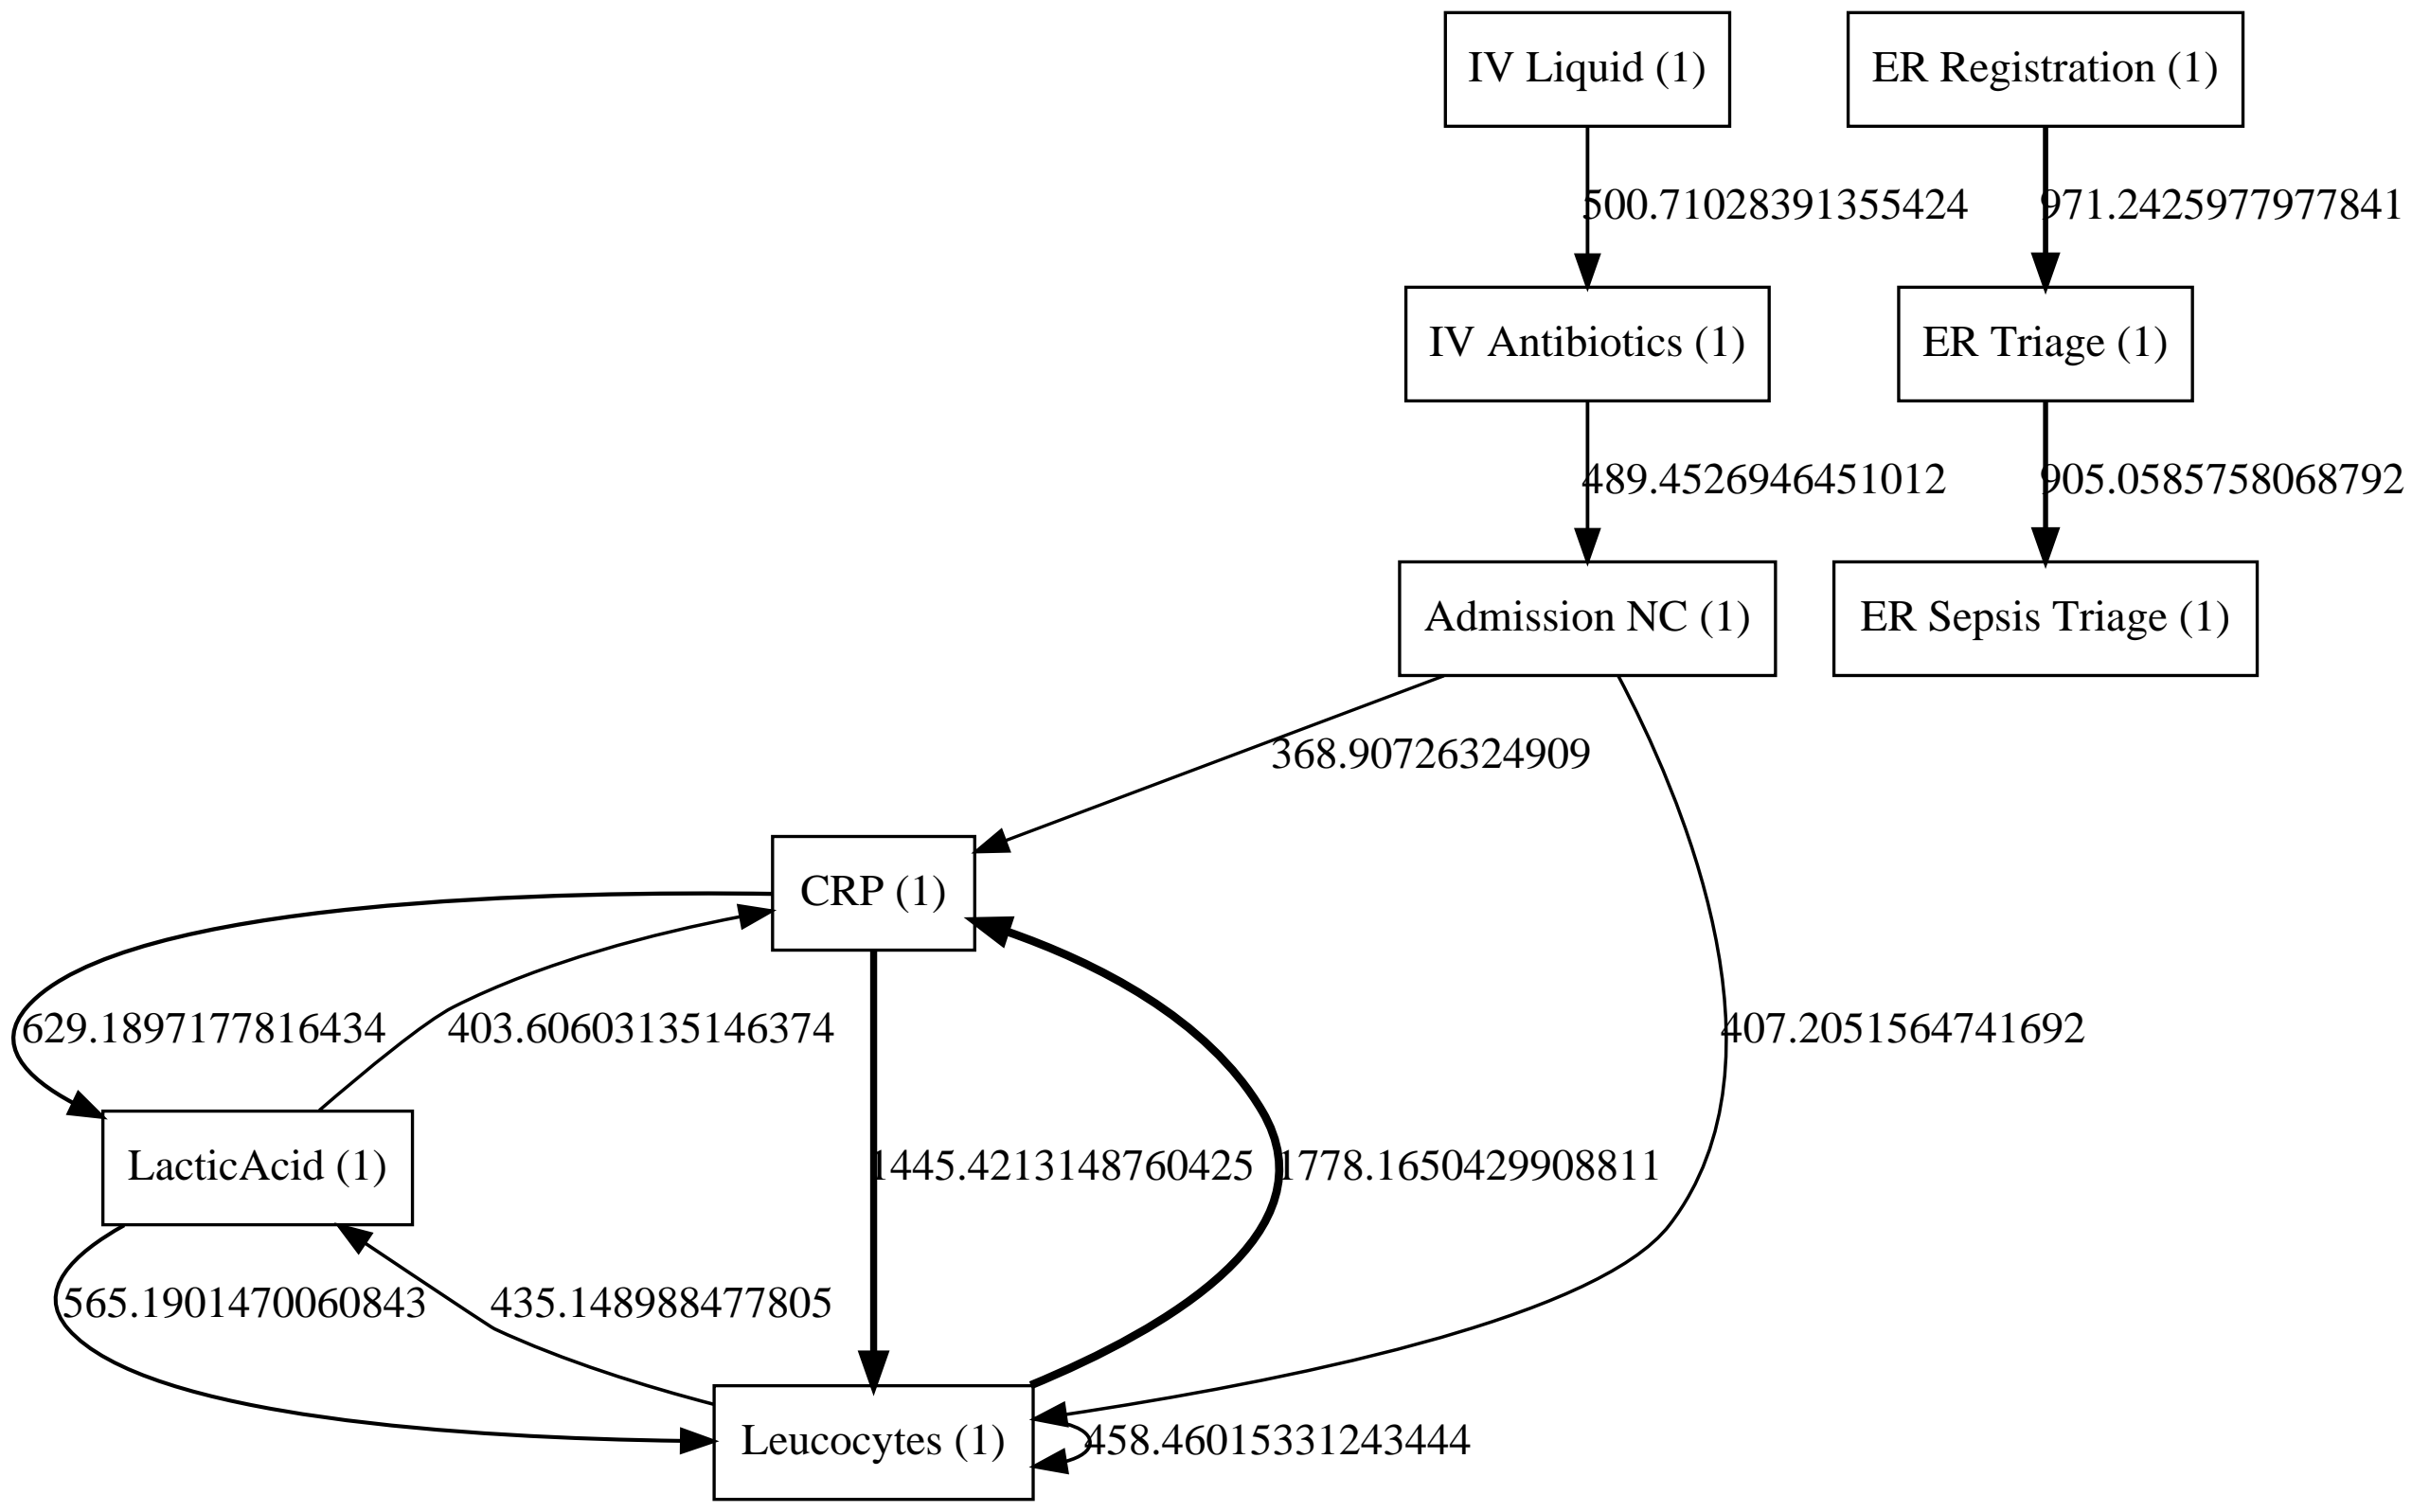 IV Liquid (1)
ER Registration (1)
500.71028391355424
971.2425977977841
IV Antibiotics (1)
ER Triage (1)
489.4526946451012
905.0585758068792
Admission NC (1)
ER Sepsis Triage (1)
368.90726324909
CRP (1)
629.1897177816434
403.60603135146374
407.2051564741692
LacticAcid (1)
1445.4213148760425
1778.1650429908811
565.1901470060843
435.148988477805
Leucocytes (1)
458.46015331243444